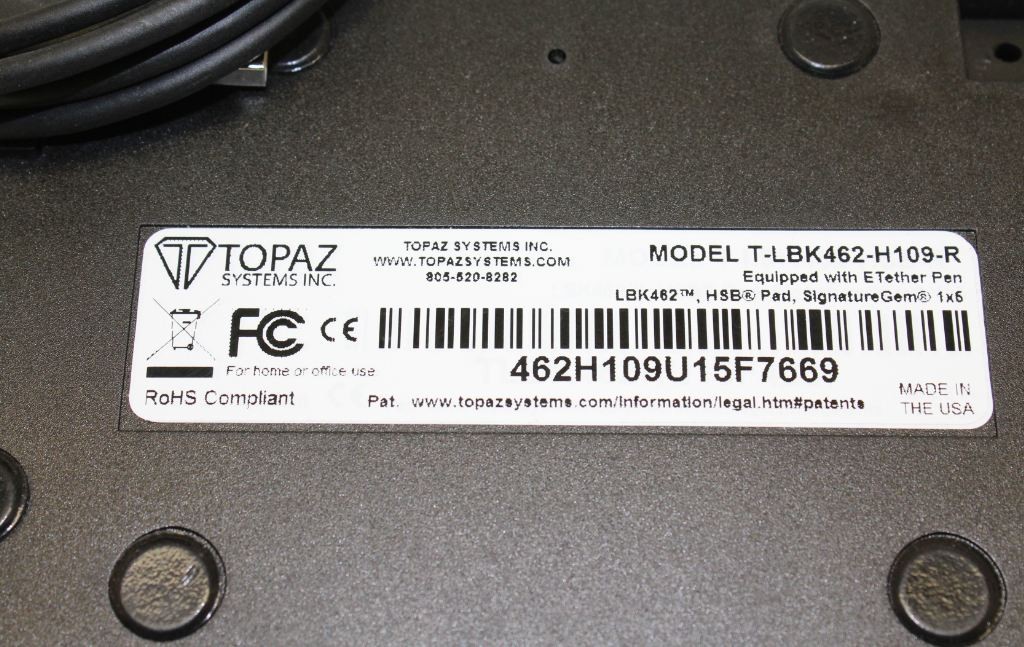 TOPAZ
SYSTEMS INC.
TOPAZ SYSTEMS INC.
WWW.TOPAZSYSTEMS.COM
805-520-8282
MODEL T-LBK462-H109-R
Equipped with ETether Pen
LBK462™, HSB® Pad, SignatureGem® 1x5
FC CE
For home or office use
462H109U15F7669
RoHS Compliant
Pat. www.topazsystems.com/information/legal.htm#patents
MADE IN
THE USA